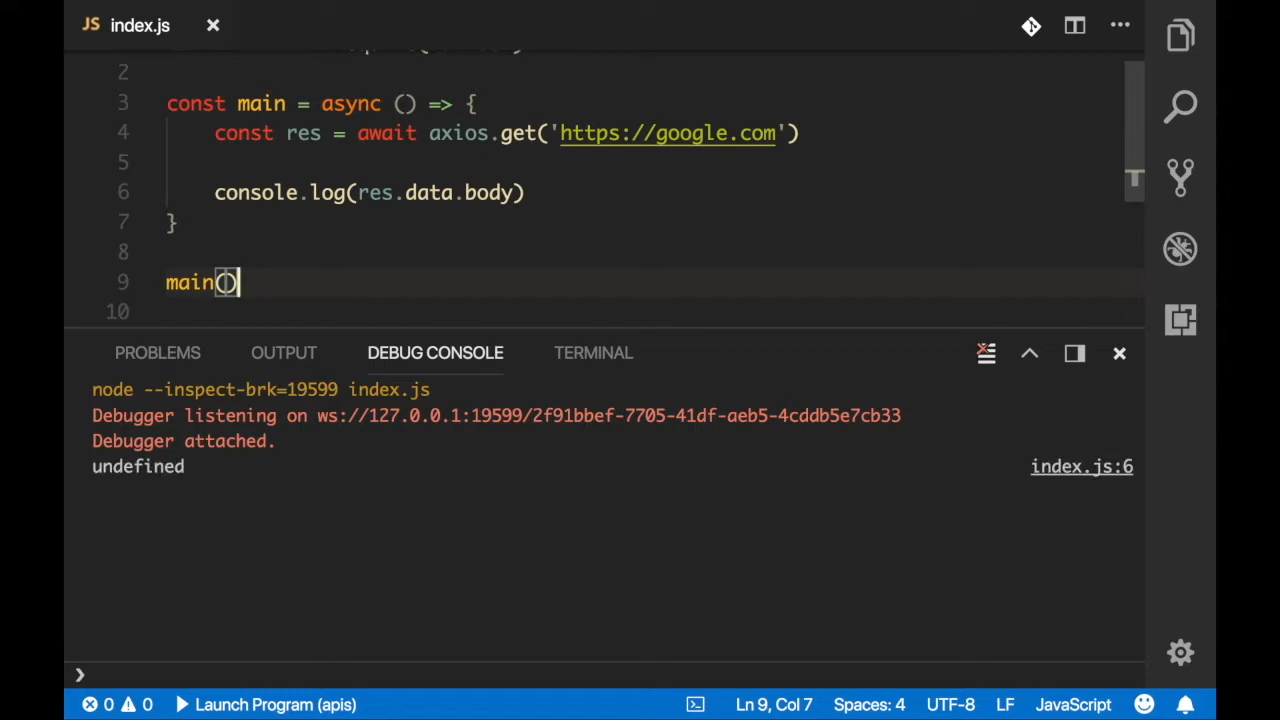 JS index.js
2
3 const main = async () => {
4 const res = await axios.get('https://google.com')
5
6 console.log(res.data.body)
7 }
8
9 main()
10
PROBLEMS OUTPUT DEBUG CONSOLE TERMINAL
node --inspect-brk=19599 index.js
Debugger listening on ws://127.0.0.1:19599/2f91bbef-7705-41df-aeb5-4cddb5e7cb33
Debugger attached.
undefined index.js:6
0 0 Launch Program (apis) Ln 9, Col 7 Spaces: 4 UTF-8 LF JavaScript